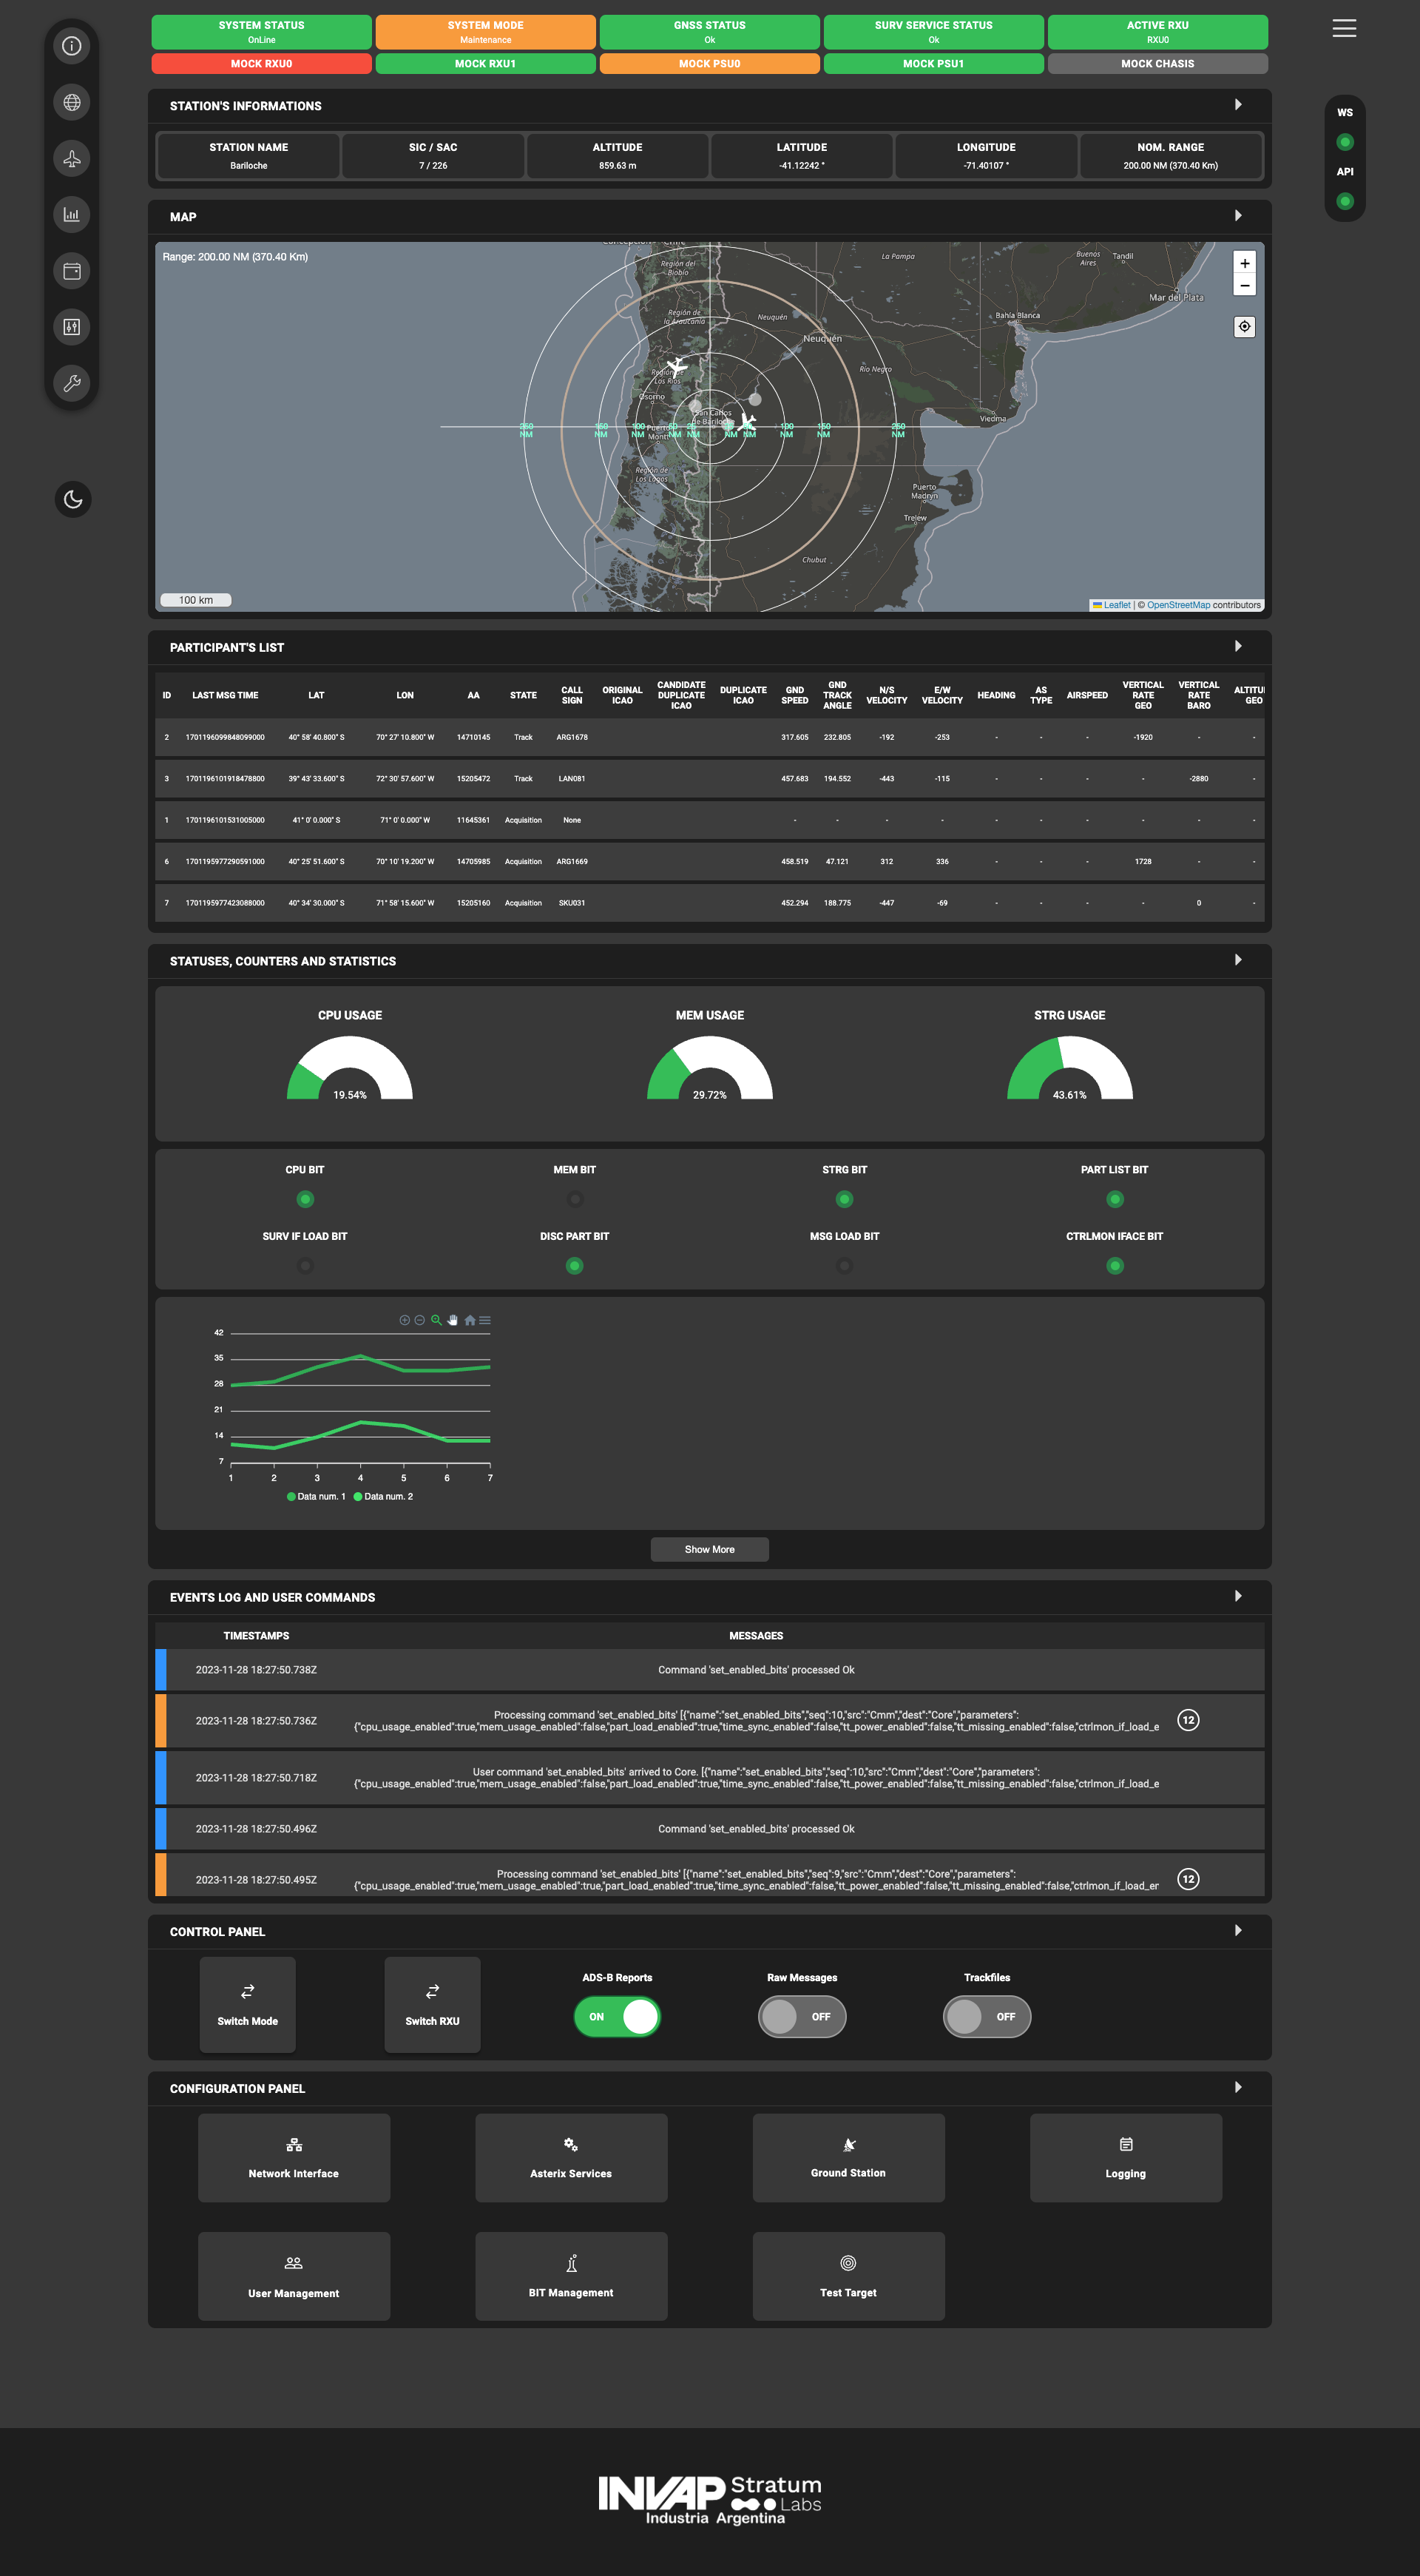 SYSTEM STATUS
OnLine
SYSTEM MODE
Maintenance
GNSS STATUS
Ok
SURV SERVICE STATUS
Ok
ACTIVE RXU
RXU0
MOCK RXU0
MOCK RXU1
MOCK PSU0
MOCK PSU1
MOCK CHASIS
WS
API
STATION'S INFORMATIONS
STATION NAME
Bariloche
SIC / SAC
7 / 226
ALTITUDE
859.63 m
LATITUDE
-41.12242 °
LONGITUDE
-71.40107 °
NOM. RANGE
200.00 NM (370.40 Km)
MAP
Range: 200.00 NM (370.40 Km)
Región del
Biobío
La Pampa
Buenos
Aires
Tandil
Mar del Plata
Región de
la Araucanía
Neuquén
Neuquén
Bahía Blanca
Región de
Los Ríos
Río Negro
Osorno
San Carlos
de Bariloche
Viedma
Puerto
Montt
250
NM
150
NM
100
NM
50
NM
25
NM
NM
NM
100
NM
150
NM
250
NM
Región de
Los Lagos
Puerto
Madryn
Trelew
Chubut
+
−
100 km
Leaflet | © OpenStreetMap contributors
PARTICIPANT'S LIST
ID LAST MSG TIME LAT LON AA STATE CALL SIGN ORIGINAL ICAO CANDIDATE DUPLICATE ICAO DUPLICATE ICAO GND SPEED GND TRACK ANGLE N/S VELOCITY E/W VELOCITY HEADING AS TYPE AIRSPEED VERTICAL RATE GEO VERTICAL RATE BARO ALTITU GEO
2 1701196099848099000 40° 58' 40.800" S 70° 27' 10.800" W 14710145 Track ARG1678 317.605 232.805 -192 -253 - - - -1920 - -
3 1701196101918478800 39° 43' 33.600" S 72° 30' 57.600" W 15205472 Track LAN081 457.683 194.552 -443 -115 - - - - -2880 -
1 1701196101531005000 41° 0' 0.000" S 71° 0' 0.000" W 11645361 Acquisition None - - - - - - - - - -
6 1701195977290591000 40° 25' 51.600" S 70° 10' 19.200" W 14705985 Acquisition ARG1669 458.519 47.121 312 336 - - - 1728 - -
7 1701195977423088000 40° 34' 30.000" S 71° 58' 15.600" W 15205160 Acquisition SKU031 452.294 188.775 -447 -69 - - - - 0 -
STATUSES, COUNTERS AND STATISTICS
CPU USAGE
19.54%
MEM USAGE
29.72%
STRG USAGE
43.61%
CPU BIT
MEM BIT
STRG BIT
PART LIST BIT
SURV IF LOAD BIT
DISC PART BIT
MSG LOAD BIT
CTRLMON IFACE BIT
42
35
28
21
14
7
1 2 3 4 5 6 7
Data num. 1 Data num. 2
Show More
EVENTS LOG AND USER COMMANDS
TIMESTAMPS MESSAGES
2023-11-28 18:27:50.738Z Command 'set_enabled_bits' processed Ok
2023-11-28 18:27:50.736Z
Processing command 'set_enabled_bits' [{"name":"set_enabled_bits","seq":10,"src":"Cmm","dest":"Core","parameters":
{"cpu_usage_enabled":true,"mem_usage_enabled":false,"part_load_enabled":true,"time_sync_enabled":false,"tt_power_enabled":false,"tt_missing_enabled":false,"ctrlmon_if_load_e
12
2023-11-28 18:27:50.718Z
User command 'set_enabled_bits' arrived to Core. [{"name":"set_enabled_bits","seq":10,"src":"Cmm","dest":"Core","parameters":
{"cpu_usage_enabled":true,"mem_usage_enabled":false,"part_load_enabled":true,"time_sync_enabled":false,"tt_power_enabled":false,"tt_missing_enabled":false,"ctrlmon_if_load_e
2023-11-28 18:27:50.496Z Command 'set_enabled_bits' processed Ok
2023-11-28 18:27:50.495Z
Processing command 'set_enabled_bits' [{"name":"set_enabled_bits","seq":9,"src":"Cmm","dest":"Core","parameters":
{"cpu_usage_enabled":true,"mem_usage_enabled":true,"part_load_enabled":true,"time_sync_enabled":false,"tt_power_enabled":false,"tt_missing_enabled":false,"ctrlmon_if_load_er
12
CONTROL PANEL
Switch Mode
Switch RXU
ADS-B Reports
ON
Raw Messages
OFF
Trackfiles
OFF
CONFIGURATION PANEL
Network Interface
Asterix Services
Ground Station
Logging
User Management
BIT Management
Test Target
INVAP Stratum
Labs
Industria Argentina